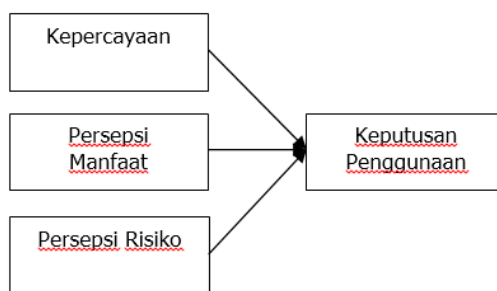 Kepercayaan
Persepsi
Manfaat
Persepsi Risiko
Keputusan
Penggunaan